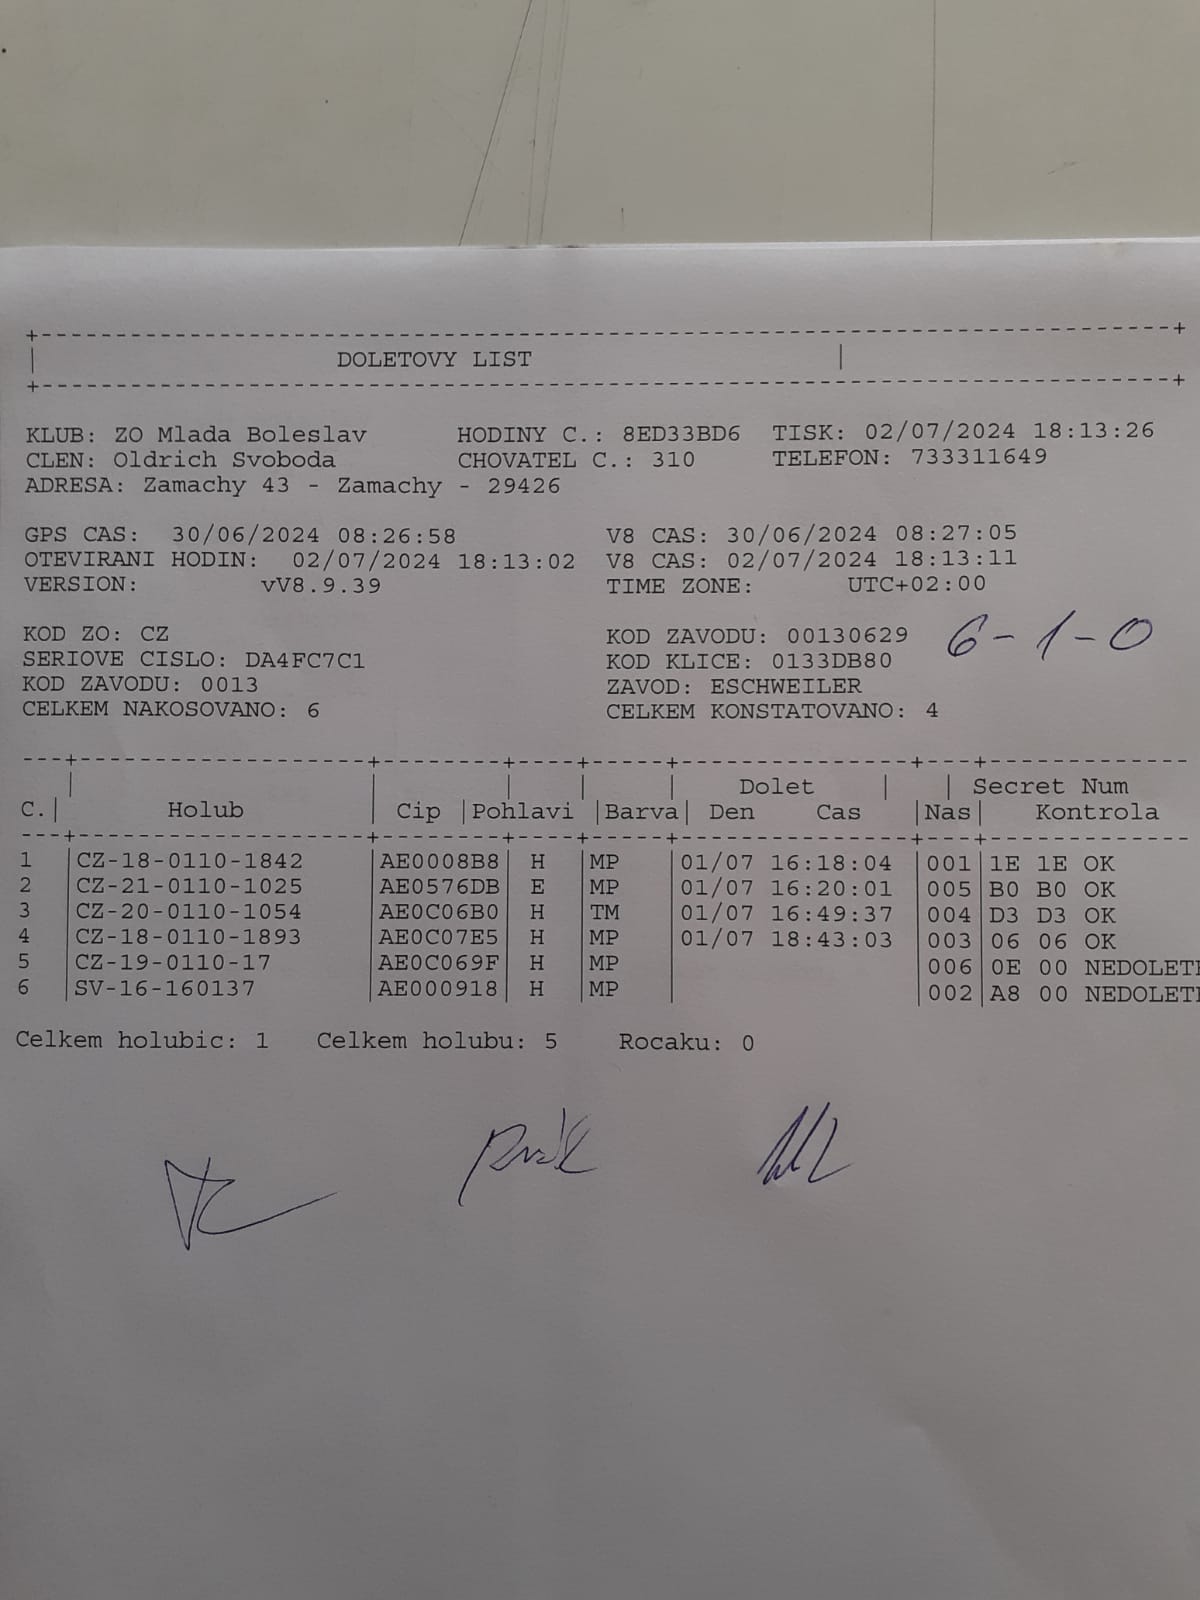 DOLETOVY LIST
KLUB: ZO Mlada Boleslav HODINY C.: 8ED33BD6 TISK: 02/07/2024 18:13:26
CLEN: Oldrich Svoboda CHOVATEL C.: 310 TELEFON: 733311649
ADRESA: Zamachy 43 - Zamachy - 29426
GPS CAS: 30/06/2024 08:26:58 V8 CAS: 30/06/2024 08:27:05
OTEVIRANI HODIN: 02/07/2024 18:13:02 V8 CAS: 02/07/2024 18:13:11
VERSION: vV8.9.39 TIME ZONE: UTC+02:00
KOD ZO: CZ KOD ZAVODU: 00130629 6-1-0
SERIOVE CISLO: DA4FC7C1 KOD KLICE: 0133DB80
KOD ZAVODU: 0013 ZAVOD: ESCHWEILER
CELKEM NAKOSOVANO: 6 CELKEM KONSTATOVANO: 4
Dolet | | Secret Num
C.| Holub | Cip |Pohlavi |Barva| Den Cas |Nas| Kontrola
1 |CZ-18-0110-1842 |AE0008B8| H |MP |01/07 16:18:04 |001|1E 1E OK
2 |CZ-21-0110-1025 |AE0576DB| E |MP |01/07 16:20:01 |005|B0 B0 OK
3 |CZ-20-0110-1054 |AE0C06B0| H |TM |01/07 16:49:37 |004|D3 D3 OK
4 |CZ-18-0110-1893 |AE0C07E5| H |MP |01/07 18:43:03 |003|06 06 OK
5 |CZ-19-0110-17 |AE0C069F| H |MP | |006|0E 00 NEDOLETE
6 |SV-16-160137 |AE000918| H |MP | |002|A8 00 NEDOLETE
Celkem holubic: 1 Celkem holubu: 5 Rocaku: 0